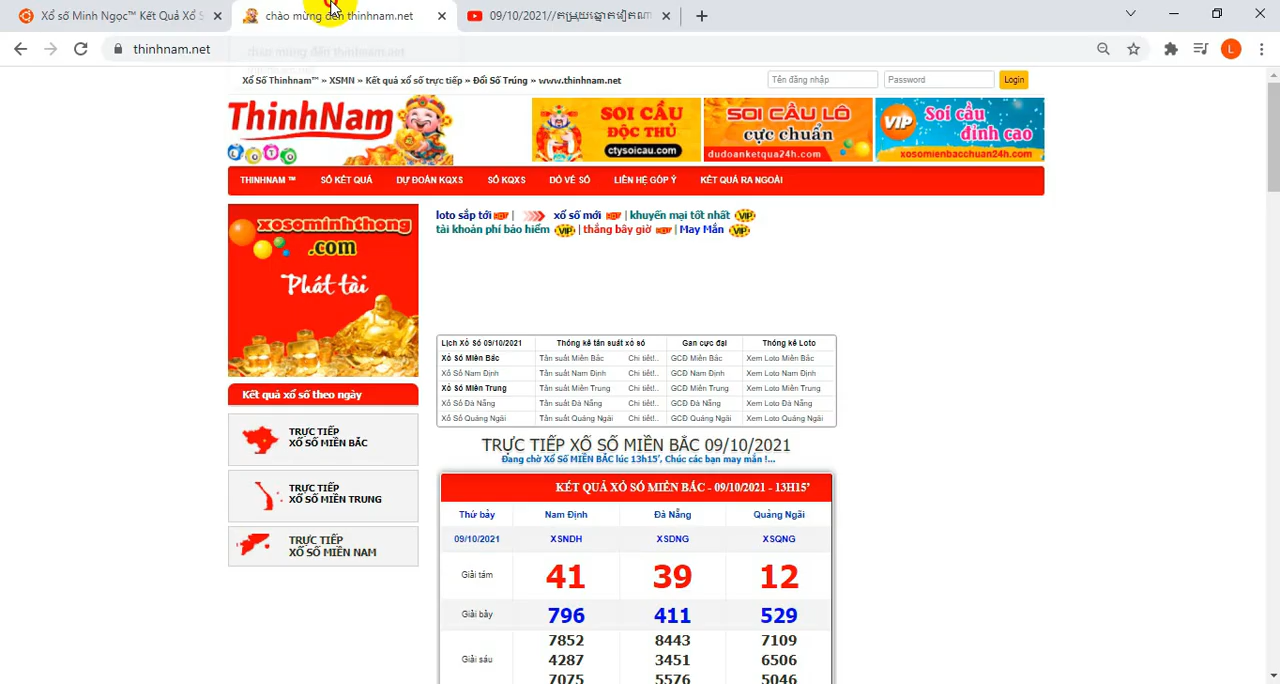 Xổ số Minh Ngọc™ Kết Quả Xổ S
chào mừng đến thinhnam.net
09/10/2021//
thinhnam.net
L
chào mừng đến thinhnam.net
Xổ Số Thinhnam™ » XSMN » Kết quả xổ số trực tiếp » Đổi Số Trúng » www.thinhnam.net
Tên đăng nhập
Password
Login
ThinhNam
LOTO
SOI CẦU
ĐỘC THỦ
ctysoicau.com
SOI CẦU LÔ
cực chuẩn
dudoanketqua24h.com
VIP
Soi cầu
đỉnh cao
xosomienbacchuan24h.com
THINHNAM ™ SỔ KẾT QUẢ DỰ ĐOÁN KQXS SỔ KQXS DÒ VÉ SỐ LIÊN HỆ GÓP Ý KẾT QUẢ RA NGOÀI
xosominhthong
.com
Phát tài
loto sắp tới | xổ số mới | khuyến mại tốt nhất VIP
tài khoản phí bảo hiểm VIP | thắng bây giờ | May Mắn VIP
Lịch Xổ Số 09/10/2021 Thống kê tần suất xổ số Gan cực đại Thống kê Loto
Xổ Số Miền Bắc Tần suất Miền Bắc Chi tiết!.. GCĐ Miền Bắc Xem Loto Miền Bắc
Xổ Số Nam Định Tần suất Nam Định Chi tiết!.. GCĐ Nam Định Xem Loto Nam Định
Xổ Số Miền Trung Tần suất Miền Trung Chi tiết!.. GCĐ Miền Trung Xem Loto Miền Trung
Xổ Số Đà Nẵng Tần suất Đà Nẵng Chi tiết!.. GCĐ Đà Nẵng Xem Loto Đà Nẵng
Xổ Số Quảng Ngãi Tần suất Quảng Ngãi Chi tiết!.. GCĐ Quảng Ngãi Xem Loto Quảng Ngãi
Kết quả xổ số theo ngày
TRỰC TIẾP
XỔ SỐ MIỀN BẮC
TRỰC TIẾP
XỔ SỐ MIỀN TRUNG
TRỰC TIẾP
XỔ SỐ MIỀN NAM
TRỰC TIẾP XỔ SỐ MIỀN BẮC 09/10/2021
Đang chờ Xổ Số MIỀN BẮC lúc 13h15', Chúc các bạn may mắn !...
KẾT QUẢ XỔ SỐ MIỀN BẮC - 09/10/2021 - 13H15'
Thứ bảy Nam Định Đà Nẵng Quảng Ngãi
09/10/2021 XSNDH XSDNG XSQNG
Giải tám 41 39 12
Giải bảy 796 411 529
7852 8443 7109
Giải sáu 4287 3451 6506
7075 5576 5046